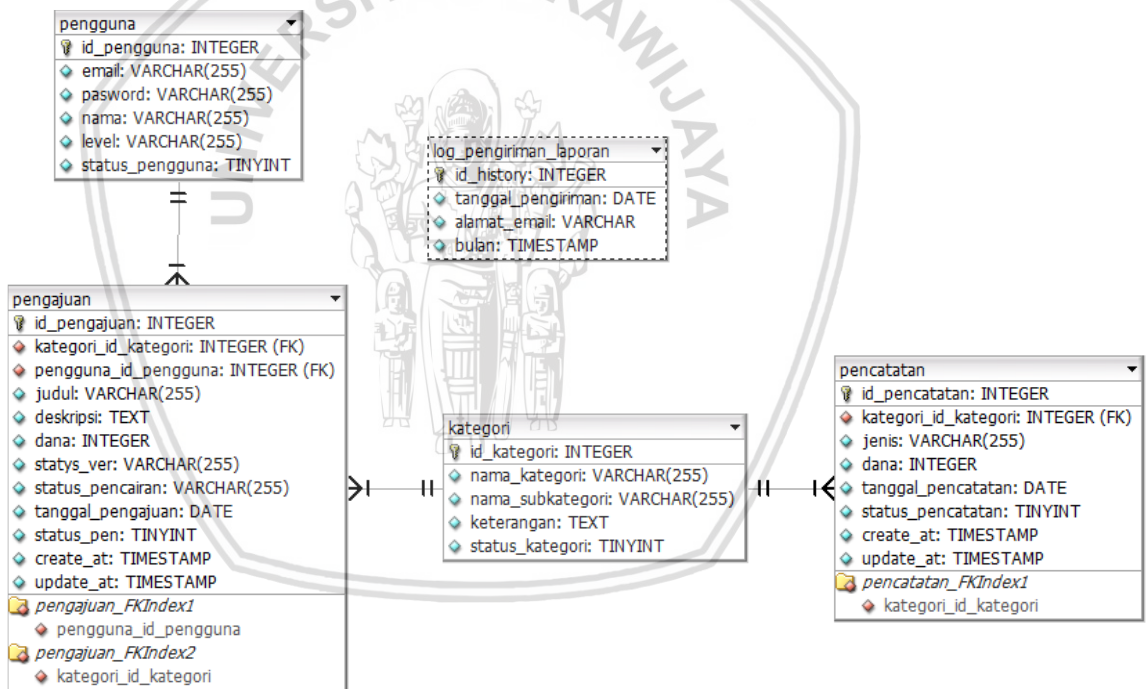 UNIVERSITAS BRAWIJAYA
pengguna
id_pengguna: INTEGER
email: VARCHAR(255)
pasword: VARCHAR(255)
nama: VARCHAR(255)
level: VARCHAR(255)
status_pengguna: TINYINT
log_pengiriman_laporan
id_history: INTEGER
tanggal_pengiriman: DATE
alamat_email: VARCHAR
bulan: TIMESTAMP
pengajuan
id_pengajuan: INTEGER
kategori_id_kategori: INTEGER (FK)
pengguna_id_pengguna: INTEGER (FK)
judul: VARCHAR(255)
deskripsi: TEXT
dana: INTEGER
statys_ver: VARCHAR(255)
status_pencairan: VARCHAR(255)
tanggal_pengajuan: DATE
status_pen: TINYINT
create_at: TIMESTAMP
update_at: TIMESTAMP
pengajuan_FKIndex1
pengguna_id_pengguna
pengajuan_FKIndex2
kategori_id_kategori
kategori
id_kategori: INTEGER
nama_kategori: VARCHAR(255)
nama_subkategori: VARCHAR(255)
keterangan: TEXT
status_kategori: TINYINT
pencatatan
id_pencatatan: INTEGER
kategori_id_kategori: INTEGER (FK)
jenis: VARCHAR(255)
dana: INTEGER
tanggal_pencatatan: DATE
status_pencatatan: TINYINT
create_at: TIMESTAMP
update_at: TIMESTAMP
pencatatan_FKIndex1
kategori_id_kategori